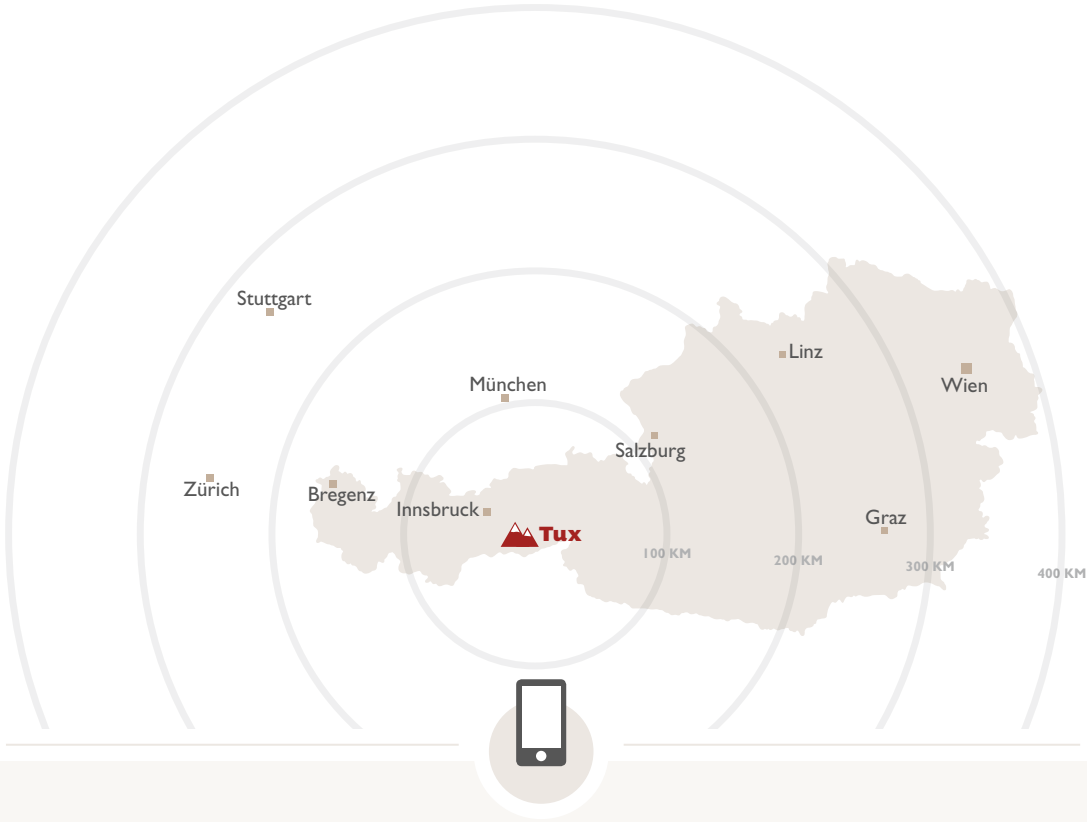 Stuttgart
Linz
München
Wien
Salzburg
Zürich
Bregenz
Innsbruck
Graz
Tux
100 KM
200 KM
300 KM
400 KM